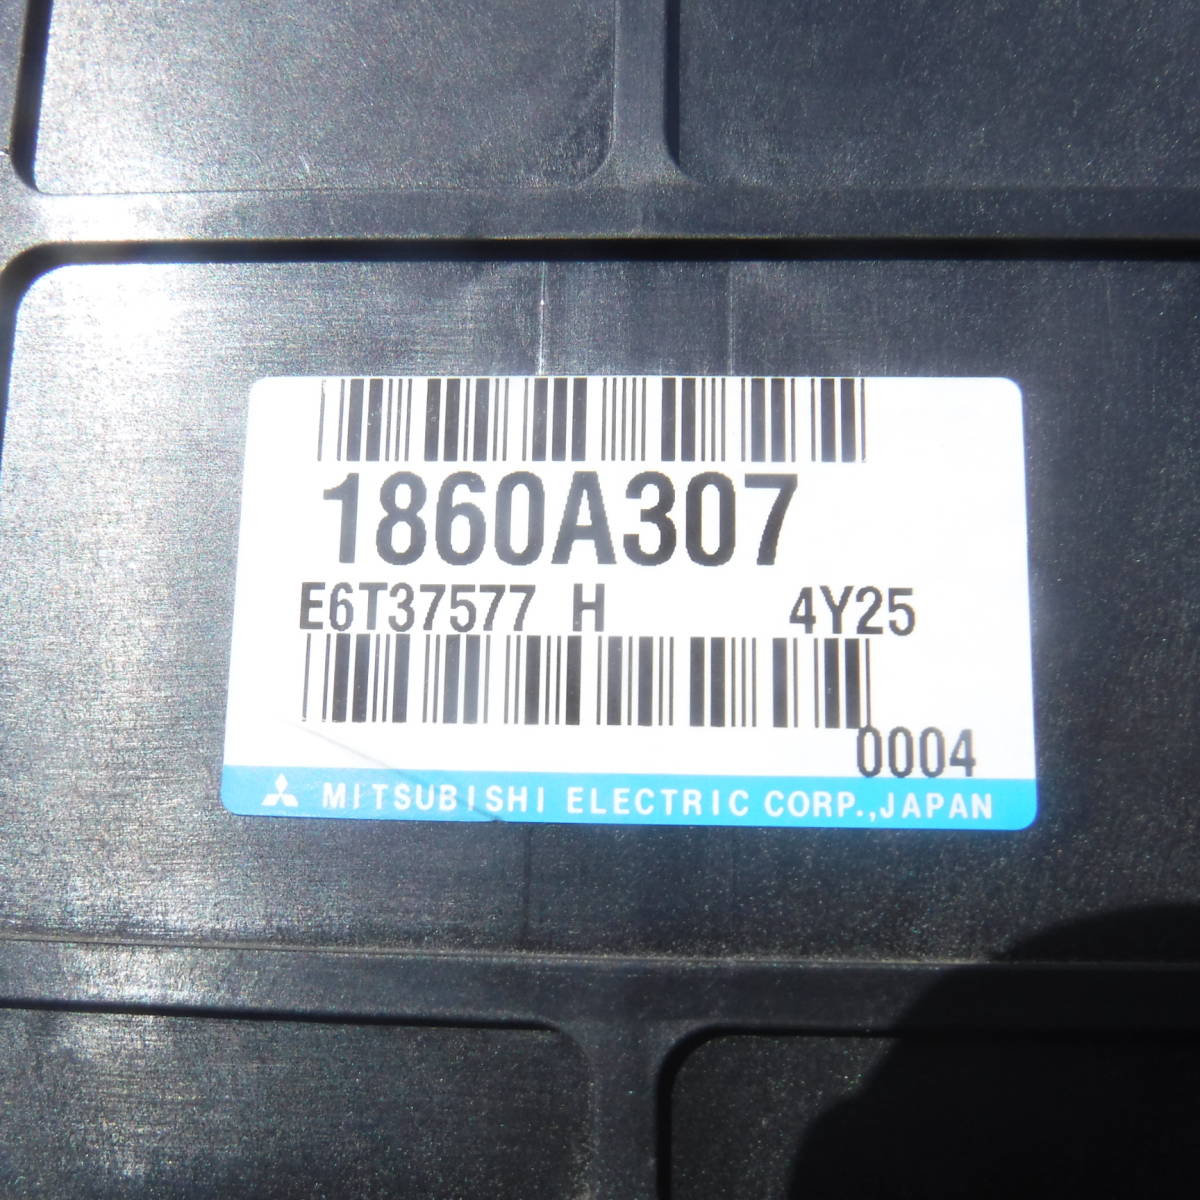 1860A307
E6T37577 H 4Y25
0004
MITSUBISHI ELECTRIC CORP.,JAPAN